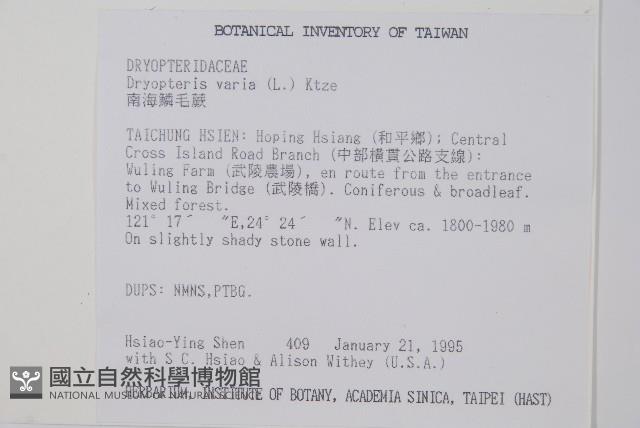 BOTANICAL INVENTORY OF TAIWAN
DRYOPTERIDACEAE
Dryopteris varia (L.) Ktze
南海鱗毛蕨
TAICHUNG HSIEN: Hoping Hsiang (和平鄉); Central
Cross Island Road Branch (中部橫貫公路支線):
Wuling Farm (武陵農場), en route from the entrance
to Wuling Bridge (武陵橋). Coniferous & broadleaf.
Mixed forest.
121° 17′ ″E,24° 24′ ″N. Elev ca. 1800-1980 m
On slightly shady stone wall.
DUPS: NMNS,PTBG.
Hsiao-Ying Shen 409 January 21, 1995
with S C. Hsiao & Alison Withey (U.S.A.)
國立自然科學博物館
NATIONAL MUSEUM OF NATURAL SCIENCE
HERBARIUM, INSTITUTE OF BOTANY, ACADEMIA SINICA, TAIPEI (HAST)